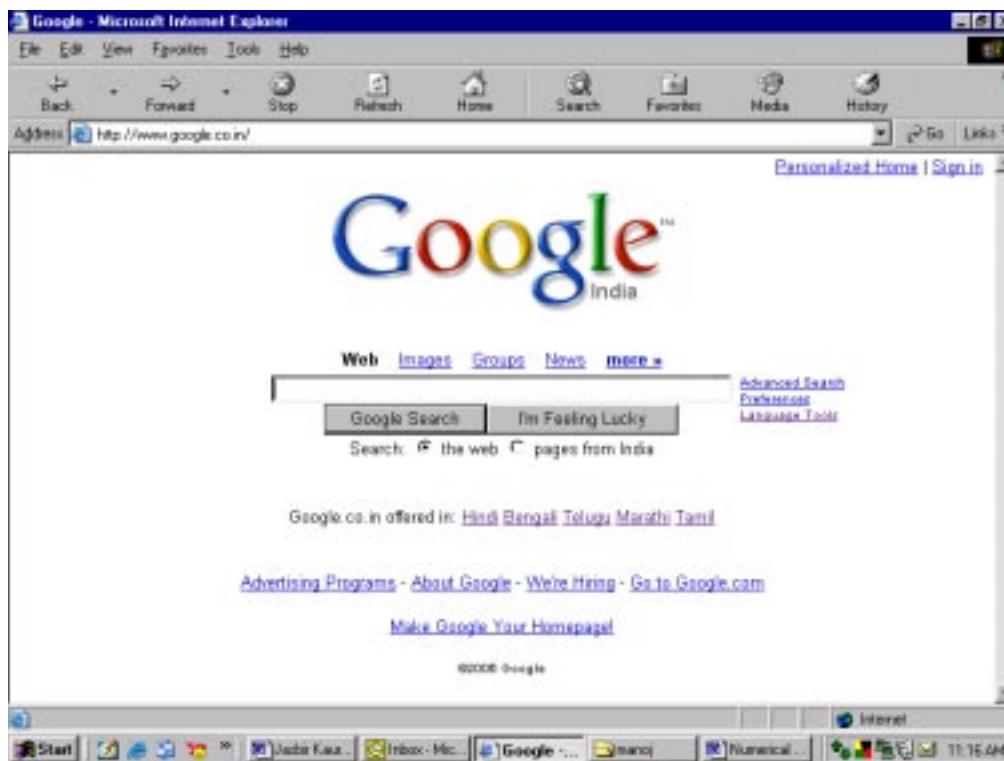 Google - Microsoft Internet Explorer
File Edit View Favorites Tools Help
Back Forward Stop Refresh Home Search Favorites Media History
Address http://www.google.co.in/ Go Links
Personalized Home | Sign in
Google™
India
Web Images Groups News more »
Advanced Search
Preferences
Language Tools
Google Search I'm Feeling Lucky
Search: the web pages from India
Google.co.in offered in: Hindi Bengali Telugu Marathi Tamil
Advertising Programs - About Google - We're Hiring - Go to Google.com
Make Google Your Homepage!
©2006 Google
Internet
Start » Jasbir Kaur... Inbox - Mic... Google -... manoj Numerical ... 11:16 AM